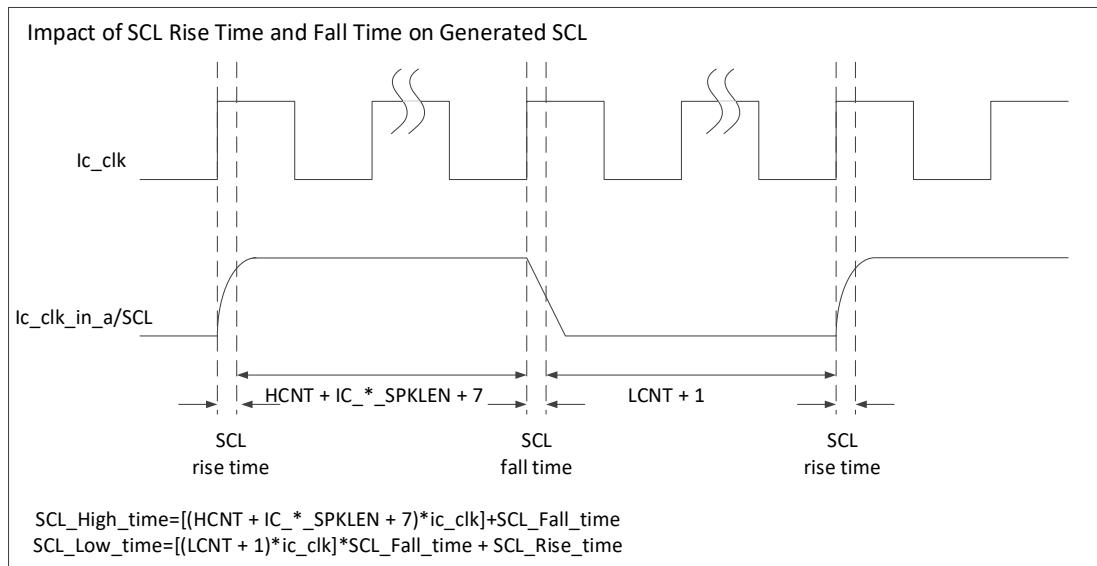 Impact of SCL Rise Time and Fall Time on Generated SCL
Ic_clk
Ic_clk_in_a/SCL
HCNT + IC_*_SPKLEN + 7
LCNT + 1
SCL
rise time
SCL
fall time
SCL
rise time
SCL_High_time=[(HCNT + IC_*_SPKLEN + 7)*ic_clk]+SCL_Fall_time
SCL_Low_time=[(LCNT + 1)*ic_clk]*SCL_Fall_time + SCL_Rise_time